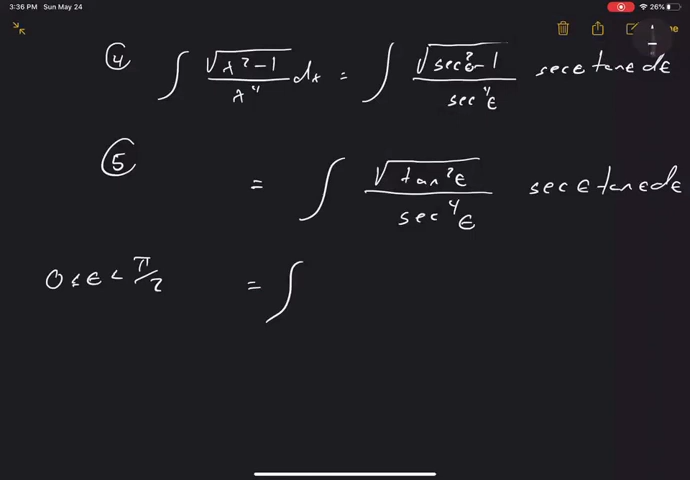 3:36 PM Sun May 24 26%
④ ∫ √(x²-1)/x⁴ dx = ∫ √(sec²θ-1)/sec⁴θ secθ tanθ dθ
⑤ = ∫ √(tan²θ)/sec⁴θ secθ tanθ dθ
0 < θ < π/2 = ∫